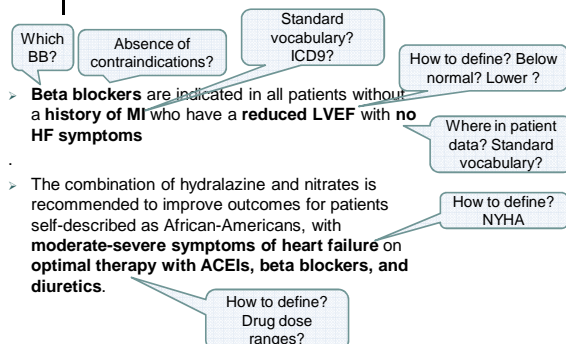 Which
BB?
Absence of
contraindications?
Standard
vocabulary?
ICD9?
How to define? Below
normal? Lower ?
➢ Beta blockers are indicated in all patients without
a history of MI who have a reduced LVEF with no
HF symptoms
Where in patient
data? Standard
vocabulary?
.
➢ The combination of hydralazine and nitrates is
recommended to improve outcomes for patients
self-described as African-Americans, with
moderate-severe symptoms of heart failure on
optimal therapy with ACEIs, beta blockers, and
diuretics.
How to define?
NYHA
How to define?
Drug dose
ranges?